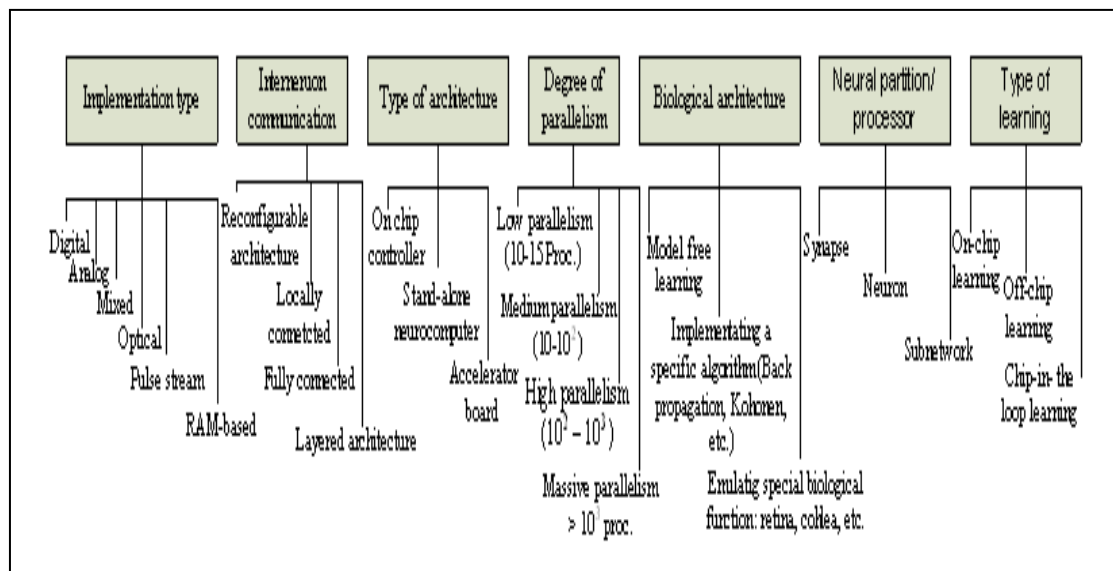 Implementation type
Interneuron
communication
Type of architecture
Degree of
parallelism
Biological architecture
Neural partition/
processor
Type of
learning
Digital
Analog
Mixed
Optical
Pulse stream
RAM-based
Reconfigurable
architecture
Locally
connetcted
Fully connected
Layered architecture
On chip
controller
Stand-alone
neurocomputer
Accelerator
board
Low parallelism
(10-15 Proc.)
Medium parallelism
High parallelism
(10² – 10³)
Massive parallelism
> 10³ proc.
Model free
learning
Implementating a
specific algorithm(Back
propagation, Kohonen,
etc.)
Emulatig special biological
function: retina, cohlea, etc.
Synapse
Neuron
Subnetwork
On-chip
learning
Off-chip
learning
Chip-in- the
loop learning